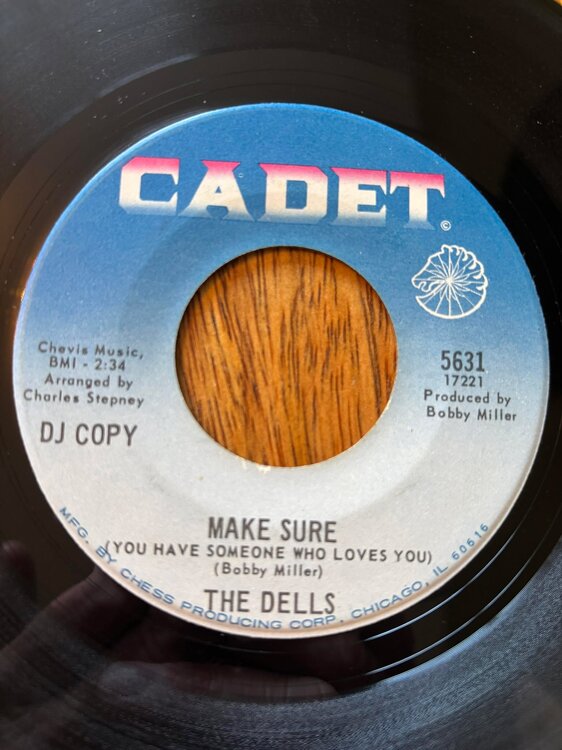 CADET
©
Chevis Music,
BMI - 2:34
Arranged by
Charles Stepney
DJ COPY
5631
17221
Produced by
Bobby Miller
MAKE SURE
(YOU HAVE SOMEONE WHO LOVES YOU)
(Bobby Miller)
THE DELLS
MFG. BY CHESS PRODUCING CORP. CHICAGO, IL 60616